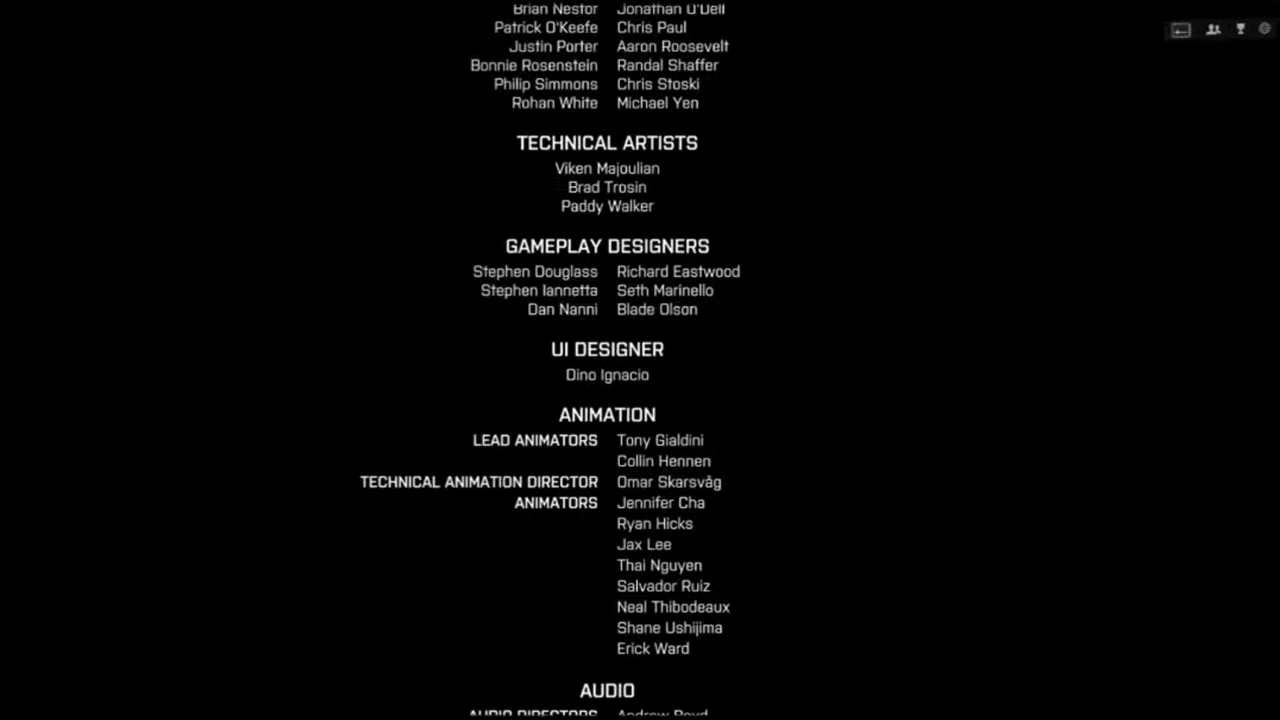 Brian Nestor Jonathan O'Dell
Patrick O'Keefe Chris Paul
Justin Porter Aaron Roosevelt
Bonnie Rosenstein Randal Shaffer
Philip Simmons Chris Stoski
Rohan White Michael Yen
TECHNICAL ARTISTS
Viken Majoulian
Brad Trosin
Paddy Walker
GAMEPLAY DESIGNERS
Stephen Douglass Richard Eastwood
Stephen Iannetta Seth Marinello
Dan Nanni Blade Olson
UI DESIGNER
Dino Ignacio
ANIMATION
LEAD ANIMATORS Tony Gialdini
Collin Hennen
TECHNICAL ANIMATION DIRECTOR Omar Skarsvåg
ANIMATORS Jennifer Cha
Ryan Hicks
Jax Lee
Thai Nguyen
Salvador Ruiz
Neal Thibodeaux
Shane Ushijima
Erick Ward
AUDIO
AUDIO DIRECTORS Andrew Boyd